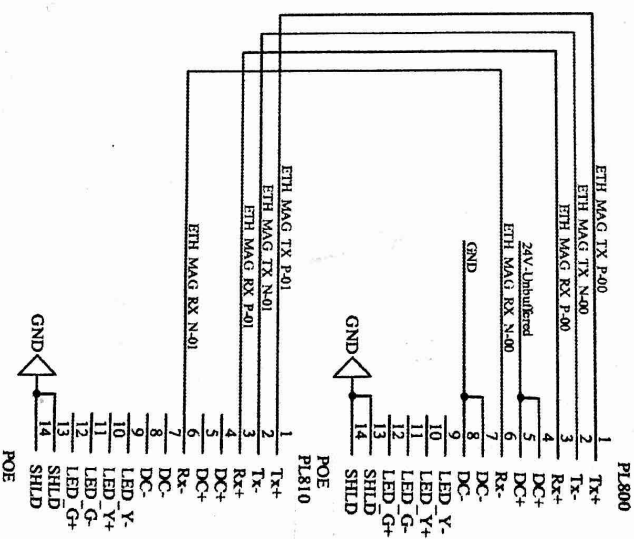 PL800
ETH MAG TX P-00
1 Tx+
ETH MAG TX N-00
2 Tx-
ETH MAG RX P-00
3 Rx+
4 DC+
24V-Unbuffered
5 DC+
ETH MAG RX N-00
6 Rx-
7 DC-
GND
8 DC-
9 LED_Y-
10 LED_Y+
11 LED_G-
12 LED_G+
13 SHLD
14 SHLD
GND
POE
PL810
ETH MAG TX P-01
1 Tx+
ETH MAG TX N-01
2 Tx-
ETH MAG RX P-01
3 Rx+
4 DC+
5 DC+
ETH MAG RX N-01
6 Rx-
7 DC-
8 DC-
9 LED_Y-
10 LED_Y+
11 LED_G-
12 LED_G+
13 SHLD
14 SHLD
GND
POE